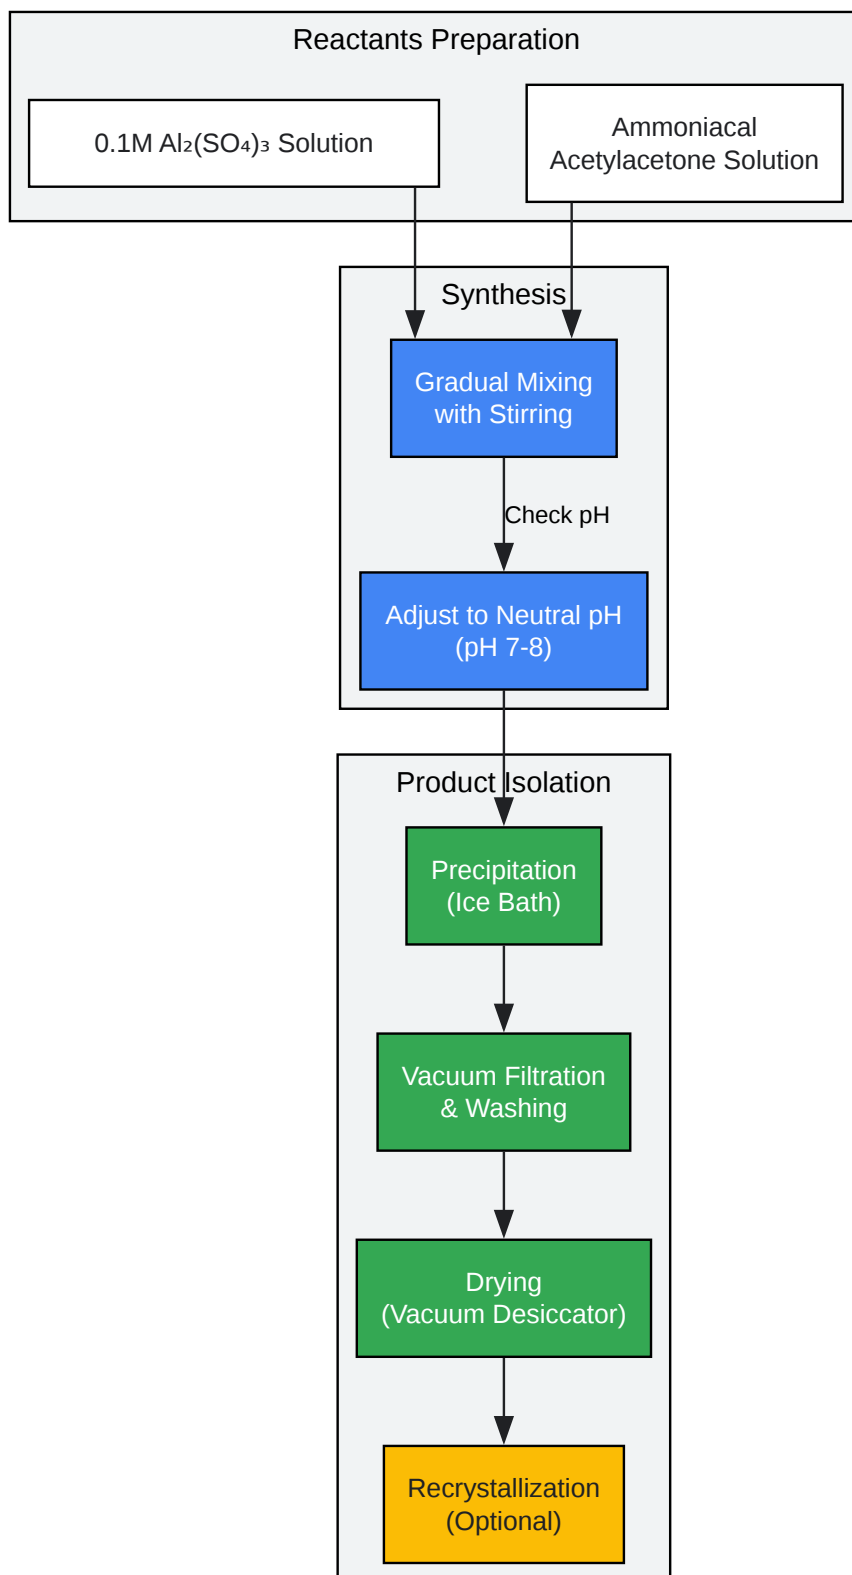 Reactants Preparation
0.1M Al₂(SO₄)₃ Solution
Ammoniacal
Acetylacetone Solution
Synthesis
Gradual Mixing
with Stirring
Check pH
Adjust to Neutral pH
(pH 7-8)
Product Isolation
Precipitation
(Ice Bath)
Vacuum Filtration
& Washing
Drying
(Vacuum Desiccator)
Recrystallization
(Optional)